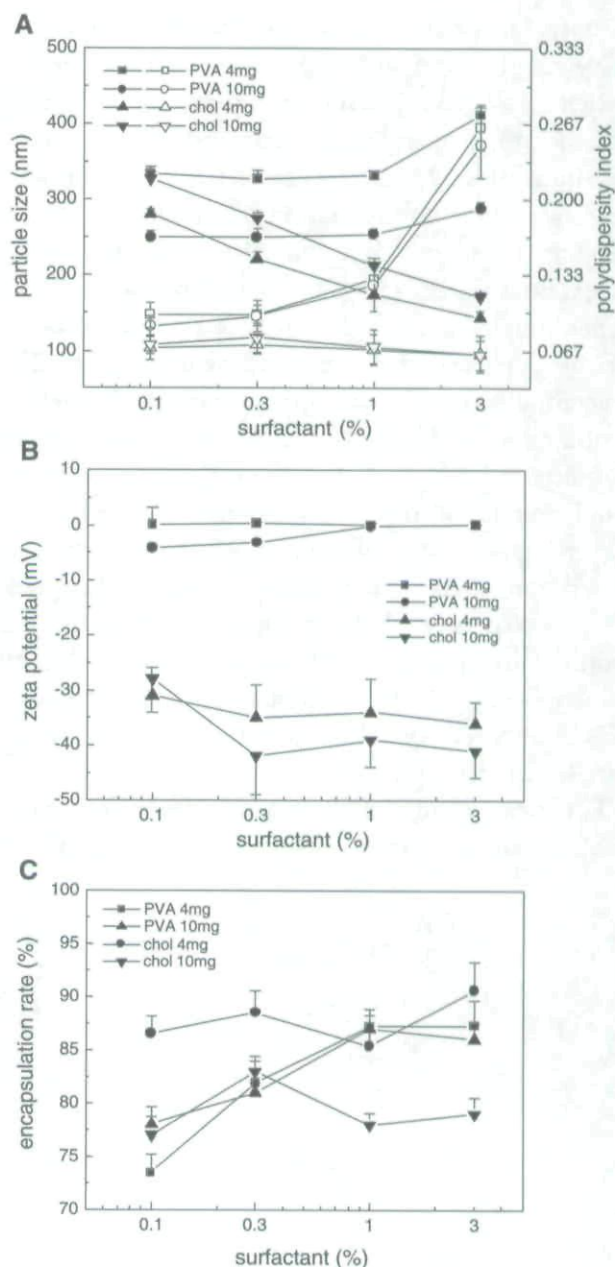 A
500
400
300
200
100
particle size (nm)
PVA 4mg
PVA 10mg
chol 4mg
chol 10mg
0.333
0.267
0.200
0.133
0.067
polydispersity index
0.1
0.3
1
3
surfactant (%)
B
10
0
-10
-20
-30
-40
-50
zeta potential (mV)
PVA 4mg
PVA 10mg
chol 4mg
chol 10mg
0.1
0.3
1
3
surfactant (%)
C
100
95
90
85
80
75
70
encapsulation rate (%)
PVA 4mg
PVA 10mg
chol 4mg
chol 10mg
0.1
0.3
1
3
surfactant (%)